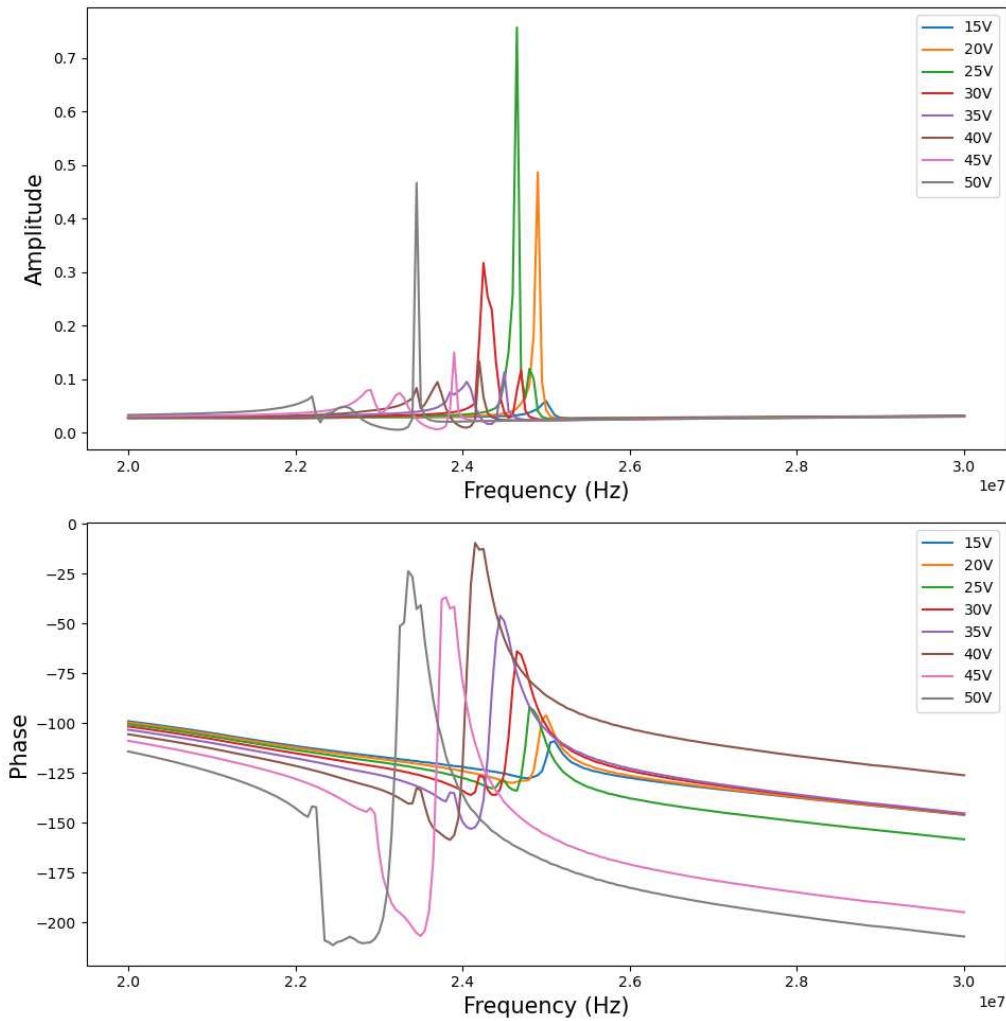 0.7
0.6
0.5
0.4
0.3
0.2
0.1
0.0
Amplitude
15V
20V
25V
30V
35V
40V
45V
50V
2.0 2.2 2.4 2.6 2.8 3.0
1e7
Frequency (Hz)
0
−25
−50
−75
−100
−125
−150
−175
−200
Phase
15V
20V
25V
30V
35V
40V
45V
50V
2.0 2.2 2.4 2.6 2.8 3.0
1e7
Frequency (Hz)